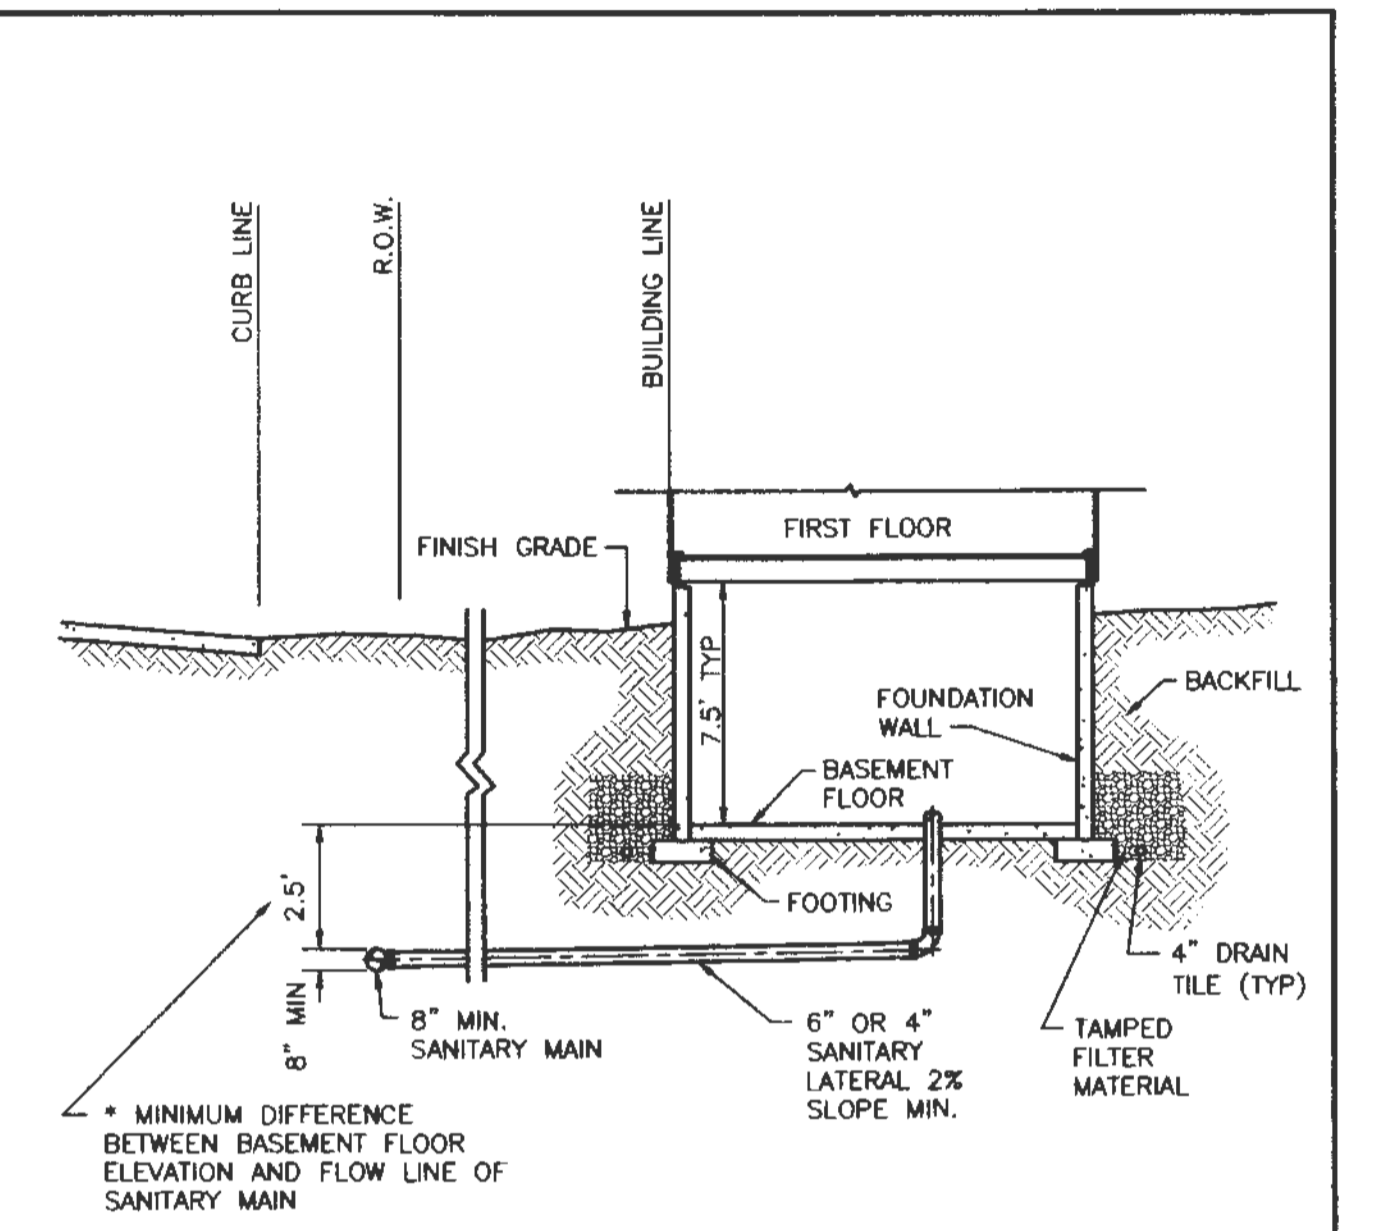 CURB LINE
R.O.W.
BUILDING LINE
FIRST FLOOR
FINISH GRADE
7.5' TYP
BACKFILL
FOUNDATION
WALL
BASEMENT
FLOOR
2.5'
FOOTING
4" DRAIN
TILE (TYP)
8" MIN
8" MIN.
SANITARY MAIN
6" OR 4"
SANITARY
LATERAL 2%
SLOPE MIN.
TAMPED
FILTER
MATERIAL
* MINIMUM DIFFERENCE
BETWEEN BASEMENT FLOOR
ELEVATION AND FLOW LINE OF
SANITARY MAIN